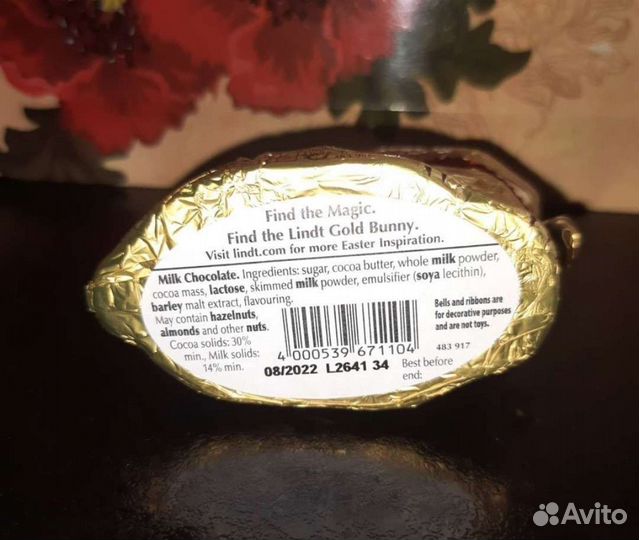 Find the Magic.
Find the Lindt Gold Bunny.
Visit lindt.com for more Easter Inspiration.
Milk Chocolate. Ingredients: sugar, cocoa butter, whole milk powder,
cocoa mass, lactose, skimmed milk powder, emulsifier (soya lecithin),
barley malt extract, flavouring.
May contain hazelnuts,
almonds and other nuts.
Cocoa solids: 30%
min., Milk solids:
14% min.
4 000539 671104
08/2022 L2641 34
Bells and ribbons are
for decorative purposes
and are not toys.
483 917
Best before
end:
Avito